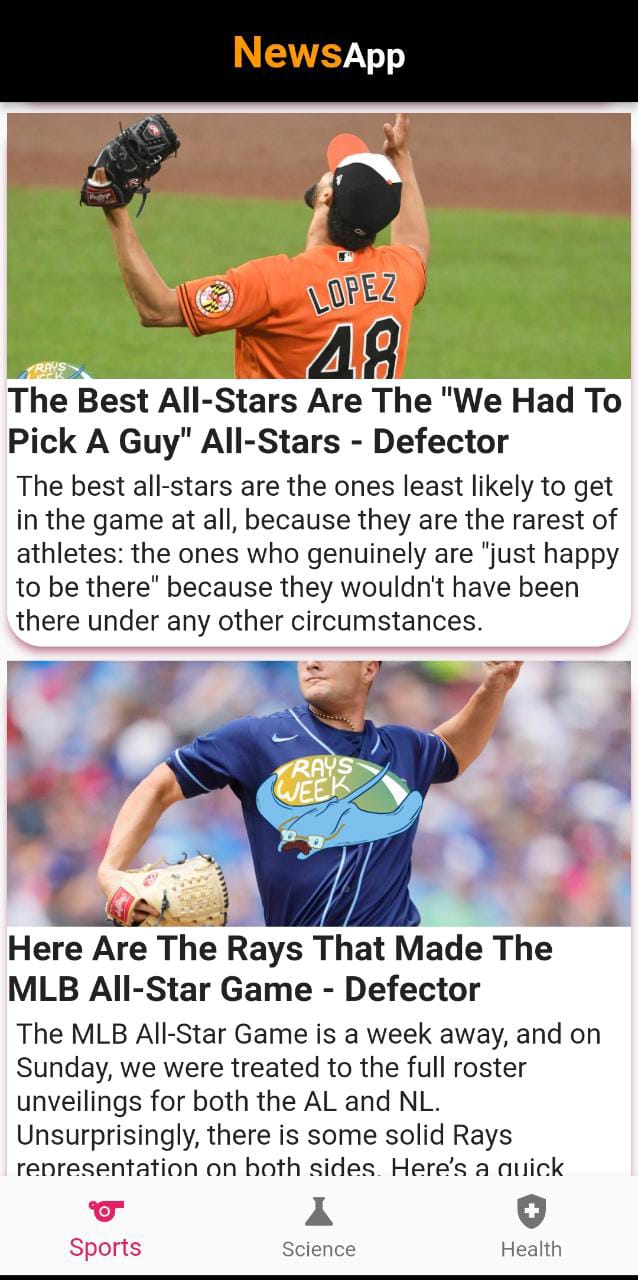 NewsApp
LOPEZ
48
RAYS
WEEK
The Best All-Stars Are The "We Had To
Pick A Guy" All-Stars - Defector
The best all-stars are the ones least likely to get
in the game at all, because they are the rarest of
athletes: the ones who genuinely are "just happy
to be there" because they wouldn't have been
there under any other circumstances.
RAYS
WEEK
Here Are The Rays That Made The
MLB All-Star Game - Defector
The MLB All-Star Game is a week away, and on
Sunday, we were treated to the full roster
unveilings for both the AL and NL.
Unsurprisingly, there is some solid Rays
representation on both sides. Here’s a quick
Sports
Science
Health